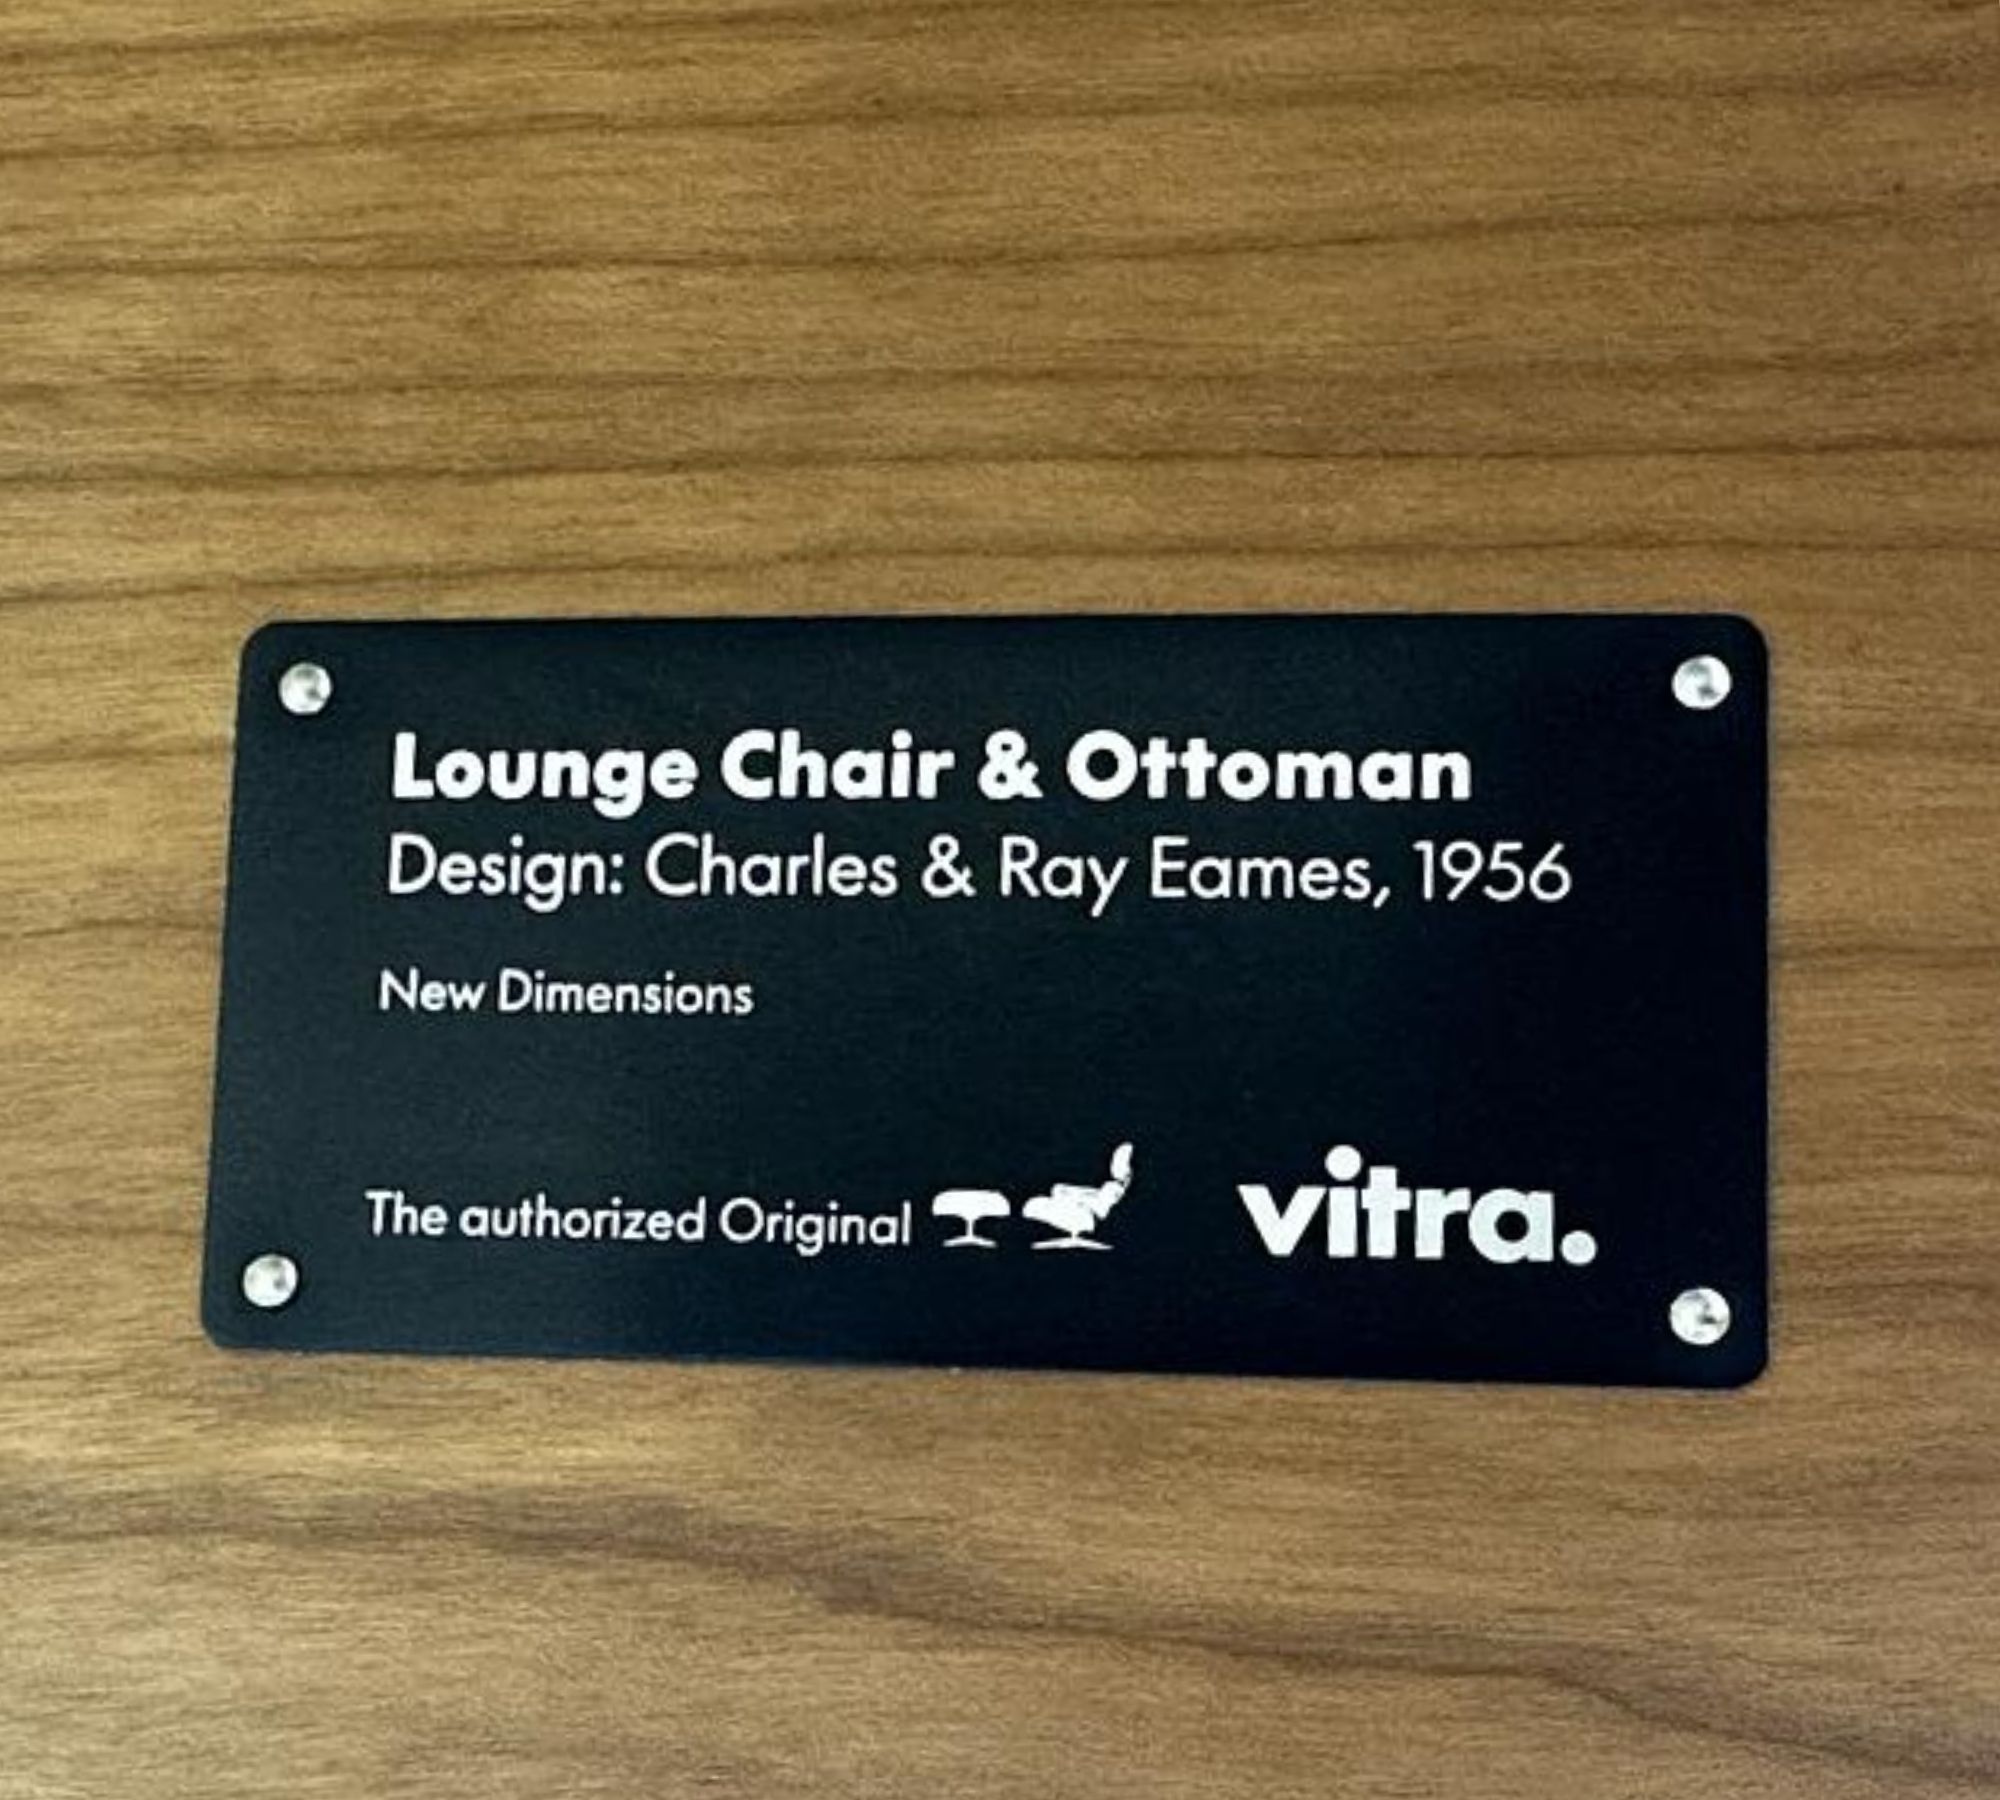 Lounge Chair & Ottoman
Design: Charles & Ray Eames, 1956
New Dimensions
The authorized Original vitra.